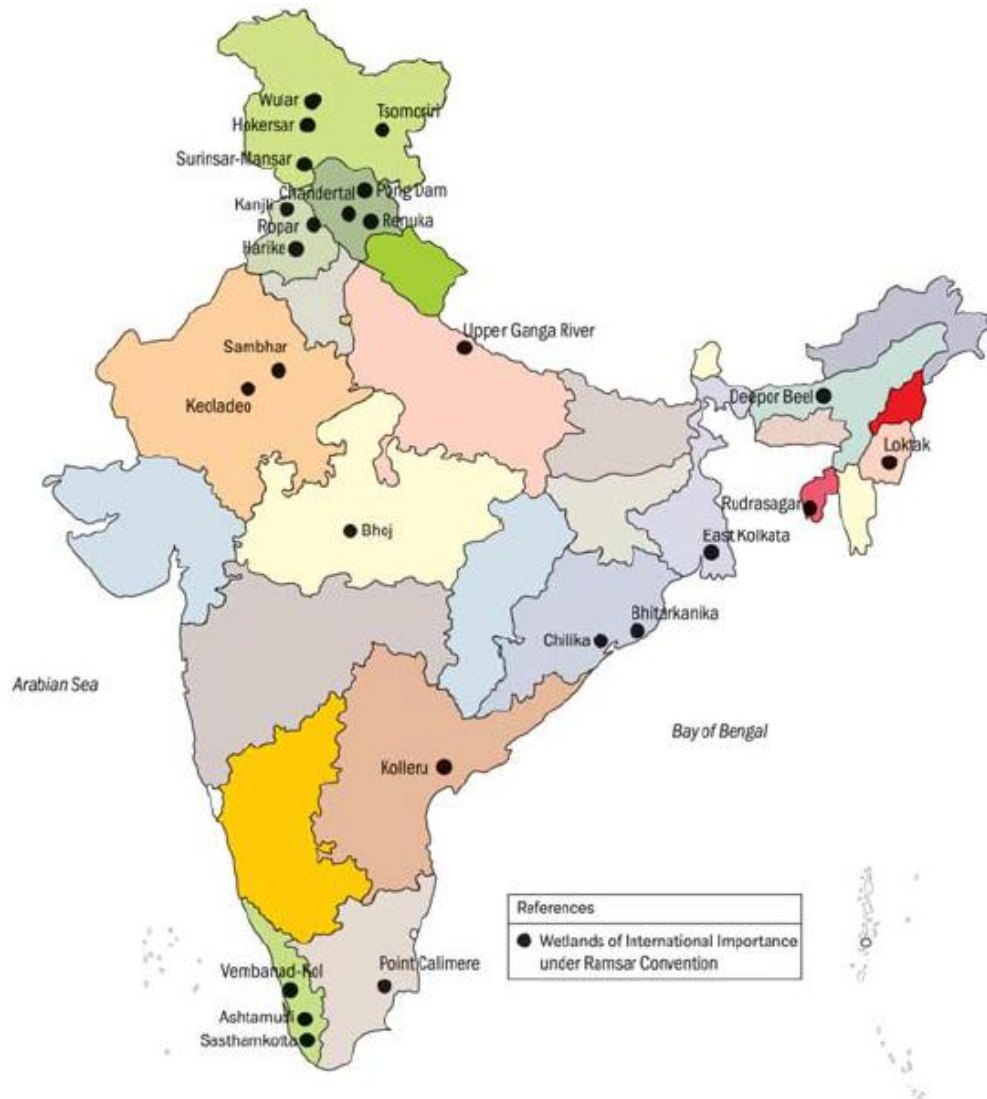 Wular
Tsomoriri
Hokersar
Surinsar-Mansar
Chandertal
Pong Dam
Kanjli
Ropar
Renuka
Harike
Upper Ganga River
Sambhar
Keoladeo
Deepor Beel
Loktak
Rudrasagar
Bhoj
East Kolkata
Bhitarkanika
Chilika
Arabian Sea
Bay of Bengal
Kolleru
References
Wetlands of International Importance
under Ramsar Convention
Point Calimere
Vembanad-Kol
Ashtamudi
Sasthamkotta